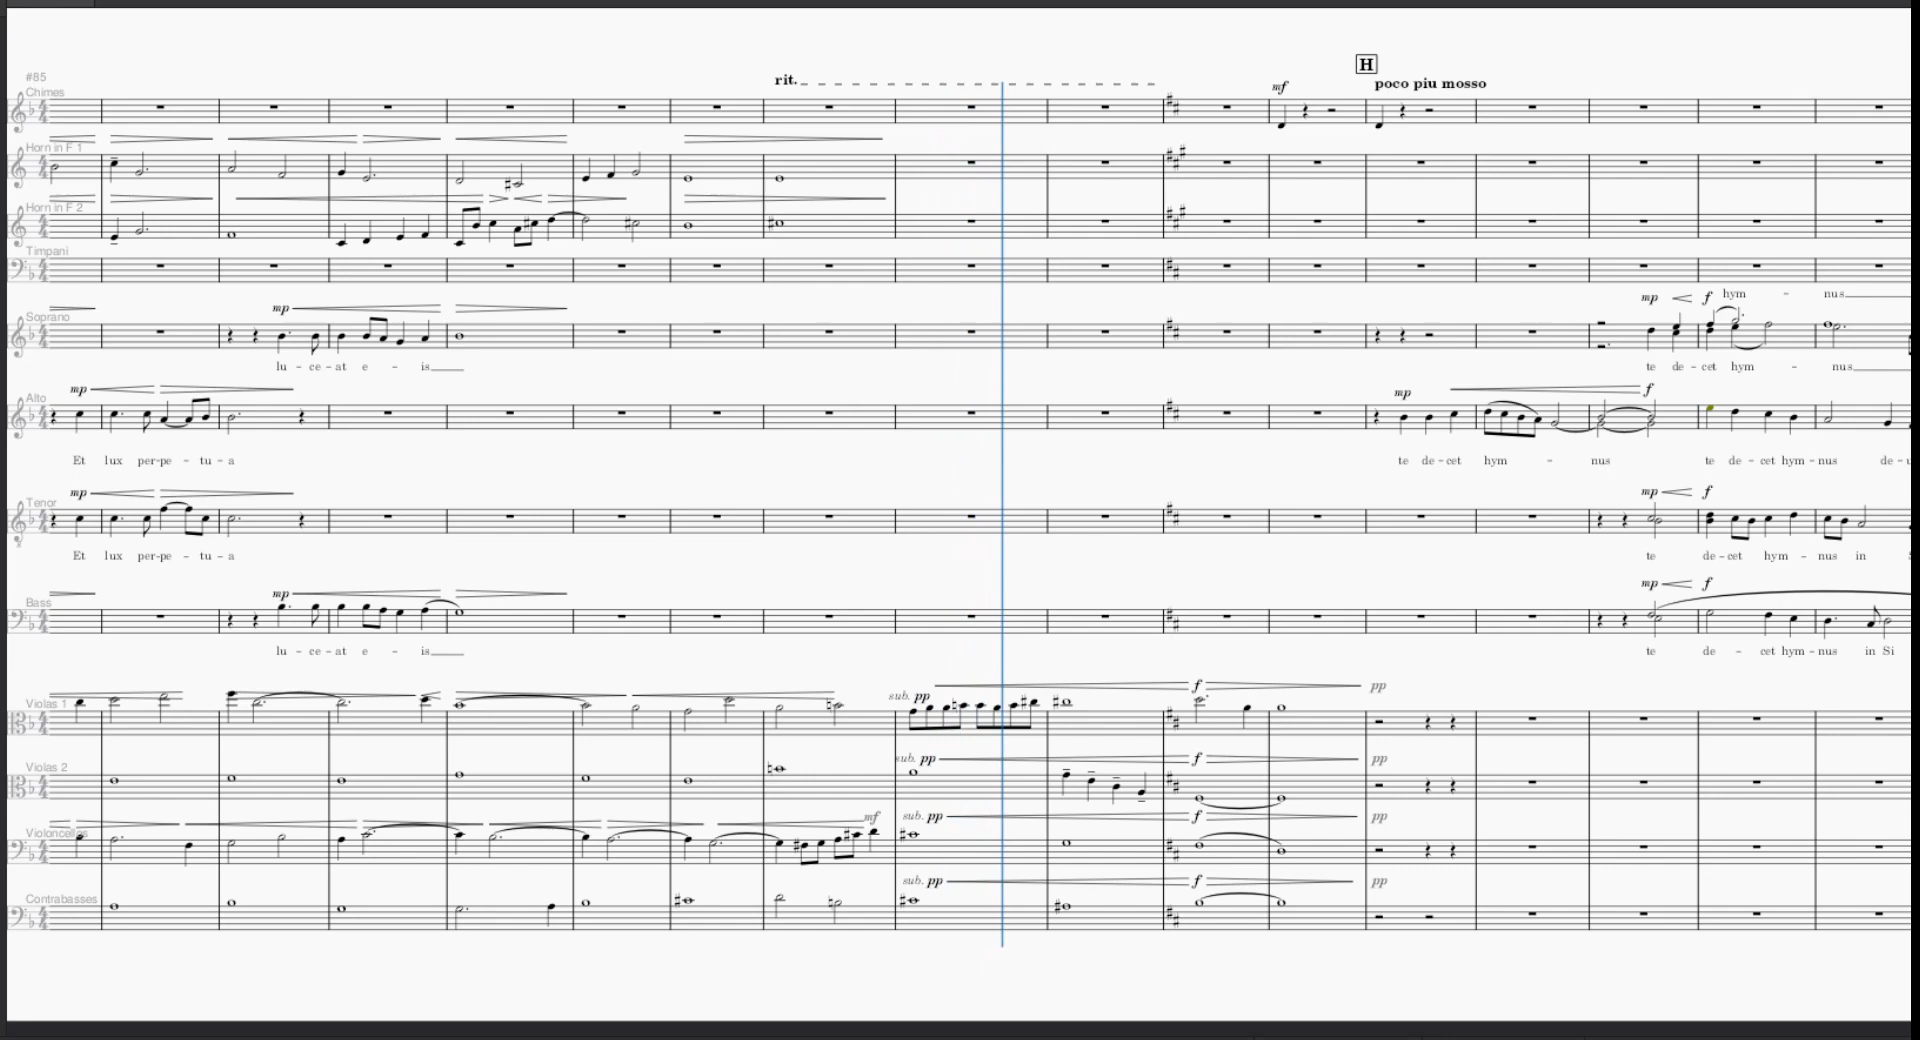 H
#85
rit.
poco piu mosso
Chimes
mf
Horn in F 1
Horn in F 2
Timpani
hym - nus
mp f
mp
Soprano
lu - ce - at e - is
te de - cet hym - nus
mp
mp f
Alto
Et lux per-pe - tu - a
te de - cet hym - nus te de - cet hym - nus de -
mp
mp f
Tenor
Et lux per-pe - tu - a
te de - cet hym - nus in
mp
mp f
Bass
lu - ce - at e - is
te de - cet hym - nus in Si
sub. pp f pp
Violas 1
sub. pp f pp
Violas 2
mf sub. pp f pp
Violoncellos
sub. pp f pp
Contrabasses